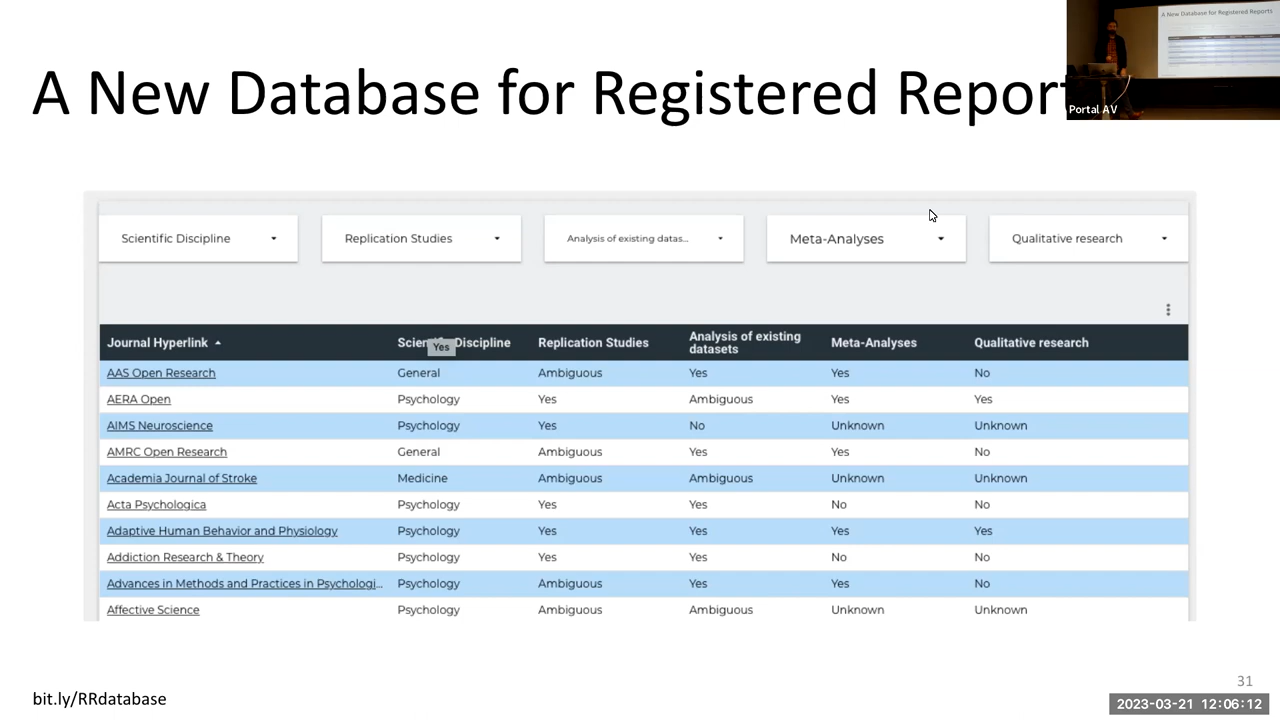 A New Database for Registered Report
A New Database for Registered Reports
Portal AV
Scientific Discipline
Replication Studies
Analysis of existing datas...
Meta-Analyses
Qualitative research
Journal Hyperlink Discipline Replication Studies Analysis of existing datasets Meta-Analyses Qualitative research
Yes
AAS Open Research General Ambiguous Yes Yes No
AERA Open Psychology Yes Ambiguous Yes Yes
AIMS Neuroscience Psychology Yes No Unknown Unknown
AMRC Open Research General Ambiguous Yes Yes No
Academia Journal of Stroke Medicine Ambiguous Ambiguous Unknown Unknown
Acta Psychologica Psychology Yes Yes No No
Adaptive Human Behavior and Physiology Psychology Yes Yes Yes Yes
Addiction Research & Theory Psychology Yes Yes No No
Advances in Methods and Practices in Psychologi... Psychology Ambiguous Yes Yes No
Affective Science Psychology Ambiguous Ambiguous Unknown Unknown
31
bit.ly/RRdatabase
2023-03-21 12:06:12